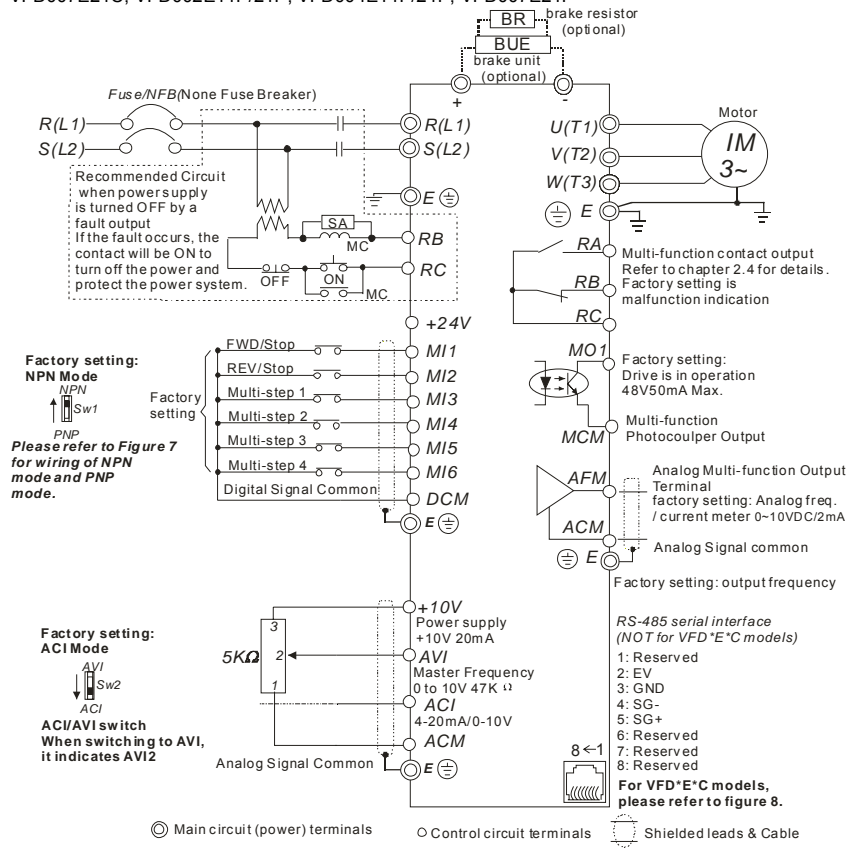 BR
brake resistor
(optional)
BUE
brake unit
(optional)
+
-
Fuse/NFB(None Fuse Breaker)
R(L1)
S(L2)
R(L1)
S(L2)
E
Recommended Circuit
when power supply
is turned OFF by a
fault output
If the fault occurs, the
contact will be ON to
turn off the power and
protect the power system.
SA
MC
OFF
ON
MC
RB
RC
U(T1)
V(T2)
W(T3)
E
Motor
IM
3~
RA
RB
RC
Multi-function contact output
Refer to chapter 2.4 for details.
Factory setting is
malfunction indication
+24V
Factory setting:
NPN Mode
NPN
Sw1
PNP
Please refer to Figure 7
for wiring of NPN
mode and PNP
mode.
Factory
setting
FWD/Stop
REV/Stop
Multi-step 1
Multi-step 2
Multi-step 3
Multi-step 4
Digital Signal Common
MI1
MI2
MI3
MI4
MI5
MI6
DCM
E
MO1
Factory setting:
Drive is in operation
48V50mA Max.
MCM
Multi-function
Photocoulper Output
AFM
Analog Multi-function Output
Terminal
factory setting: Analog freq.
/ current meter 0~10VDC/2mA
ACM
Analog Signal common
E
Factory setting: output frequency
Factory setting:
ACI Mode
AVI
Sw2
ACI
ACI/AVI switch
When switching to AVI,
it indicates AVI2
5KΩ
3
2
1
+10V
Power supply
+10V 20mA
AVI
Master Frequency
0 to 10V 47K Ω
ACI
4-20mA/0-10V
ACM
Analog Signal Common
E
RS-485 serial interface
(NOT for VFD*E*C models)
1: Reserved
2: EV
3: GND
4: SG-
5: SG+
6: Reserved
7: Reserved
8: Reserved
8←1
For VFD*E*C models,
please refer to figure 8.
Main circuit (power) terminals
Control circuit terminals
Shielded leads & Cable